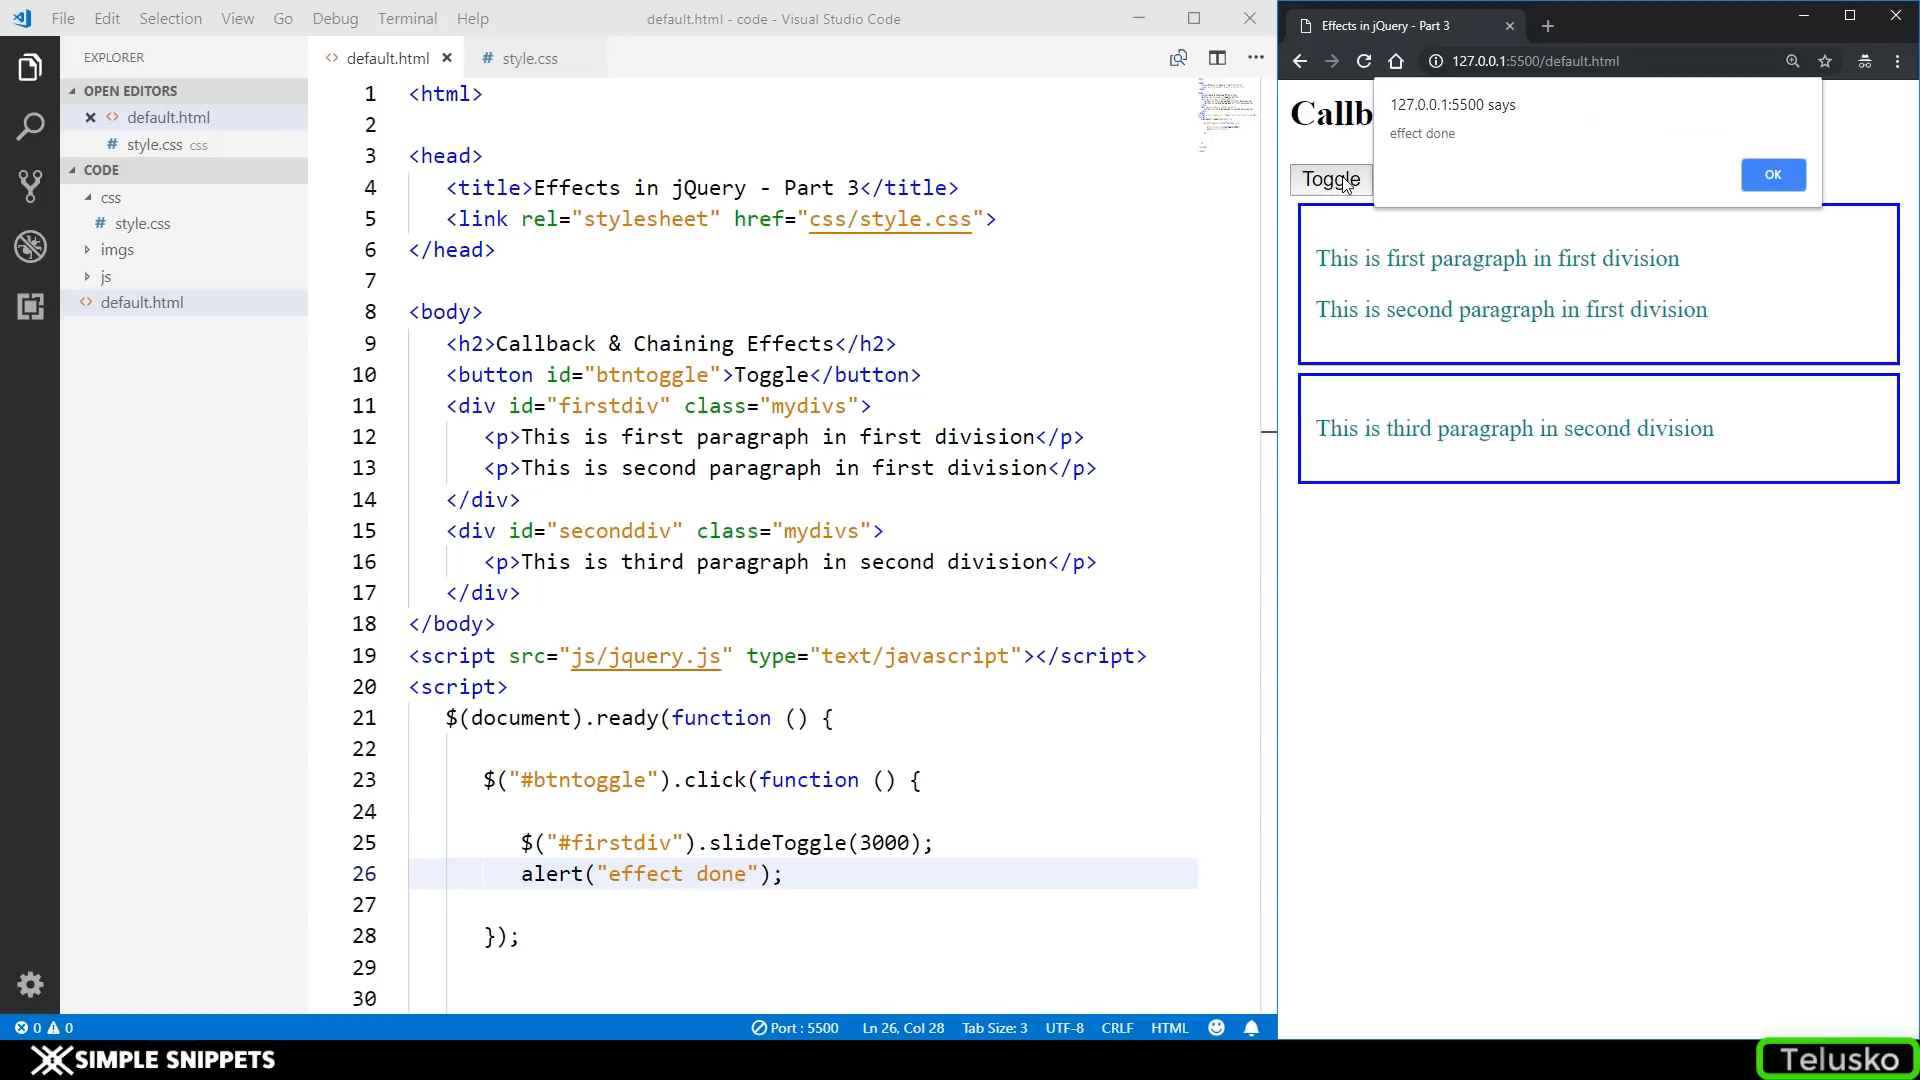 File Edit Selection View Go Debug Terminal Help
default.html - code - Visual Studio Code
EXPLORER
OPEN EDITORS
default.html
# style.css css
CODE
css
# style.css
imgs
js
default.html
default.html
# style.css
1 <html>
2
3 <head>
4 <title>Effects in jQuery - Part 3</title>
5 <link rel="stylesheet" href="css/style.css">
6 </head>
7
8 <body>
9 <h2>Callback & Chaining Effects</h2>
10 <button id="btntoggle">Toggle</button>
11 <div id="firstdiv" class="mydivs">
12 <p>This is first paragraph in first division</p>
13 <p>This is second paragraph in first division</p>
14 </div>
15 <div id="seconddiv" class="mydivs">
16 <p>This is third paragraph in second division</p>
17 </div>
18 </body>
19 <script src="js/jquery.js" type="text/javascript"></script>
20 <script>
21 $(document).ready(function () {
22
23 $("#btntoggle").click(function () {
24
25 $("#firstdiv").slideToggle(3000);
26 alert("effect done");
27
28 });
29
30
0 0
Port : 5500 Ln 26, Col 28 Tab Size: 3 UTF-8 CRLF HTML
Effects in jQuery - Part 3
127.0.0.1:5500/default.html
127.0.0.1:5500 says
effect done
OK
Callb
Toggle
This is first paragraph in first division
This is second paragraph in first division
This is third paragraph in second division
SIMPLE SNIPPETS
Telusko